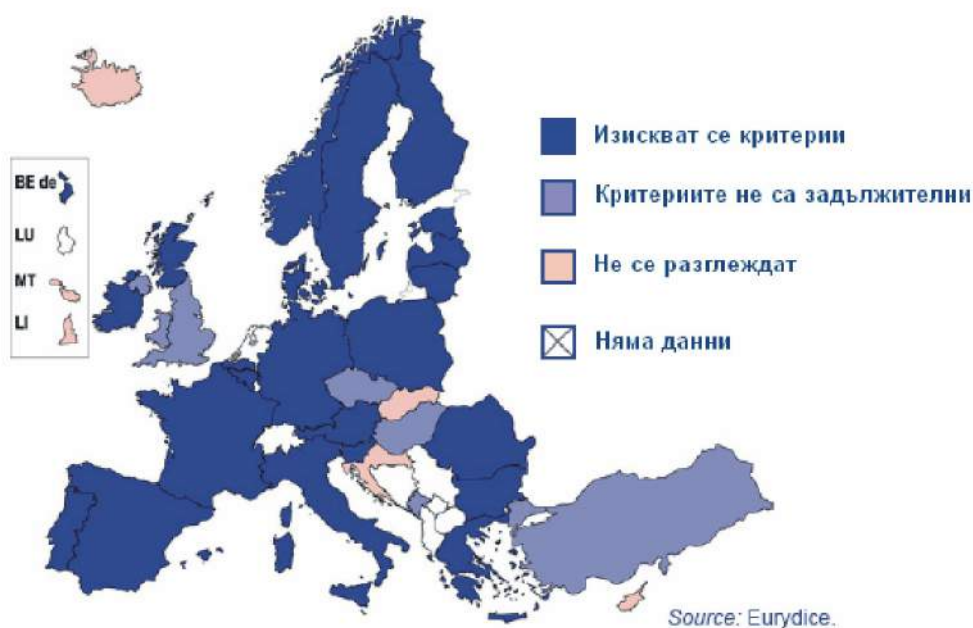 Изискват се критерии
BE de
Критериите не са задължителни
LU
Не се разглеждат
MT
LI
Няма данни
Source: Eurydice.